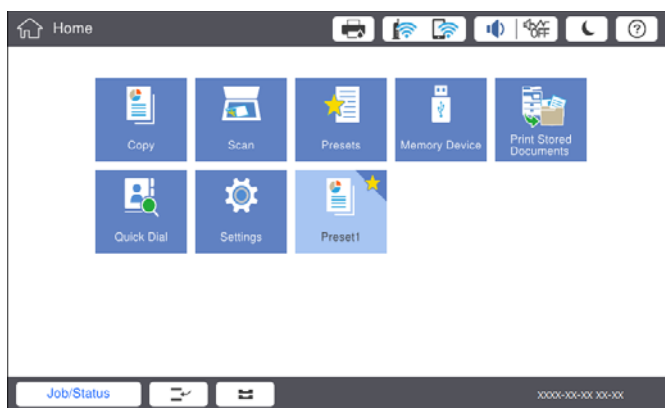 Home
OFF
?
Copy
Scan
Presets
Memory Device
Print Stored
Documents
Quick Dial
Settings
Preset1
Job/Status
xxxx-xx-xx xx-xx